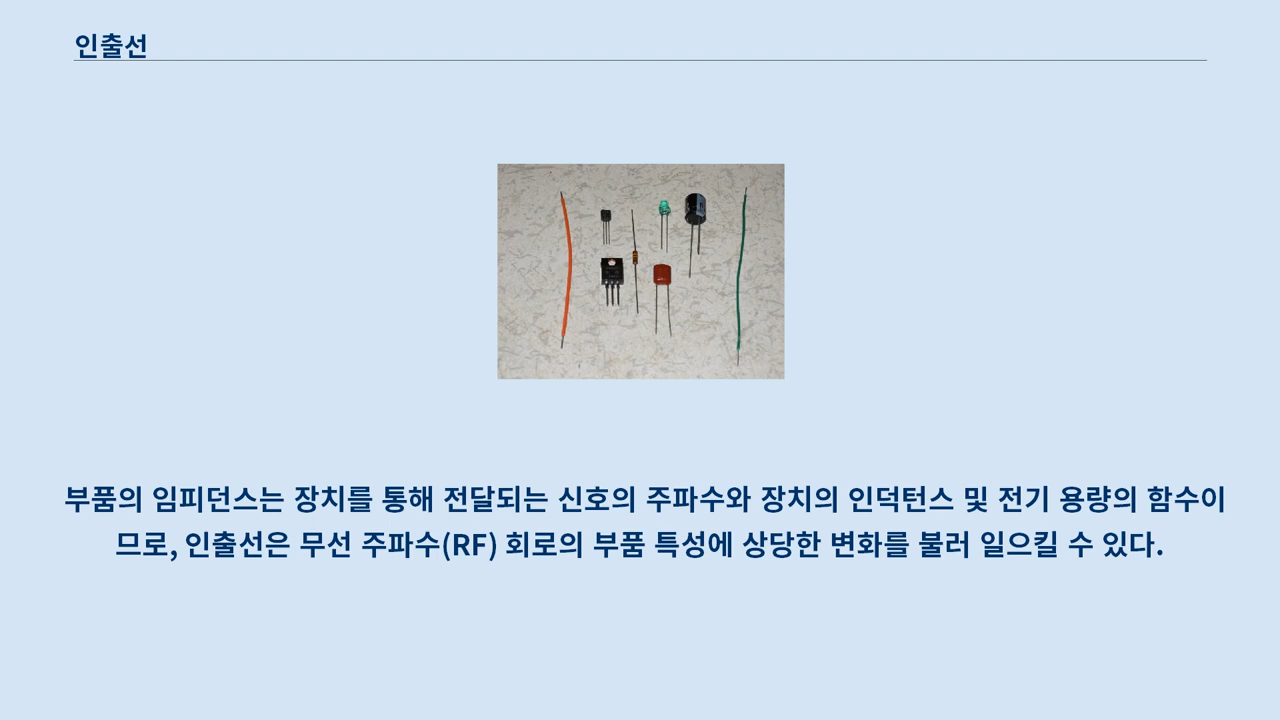 인출선
부품의 임피던스는 장치를 통해 전달되는 신호의 주파수와 장치의 인덕턴스 및 전기 용량의 함수이
므로, 인출선은 무선 주파수(RF) 회로의 부품 특성에 상당한 변화를 불러 일으킬 수 있다.